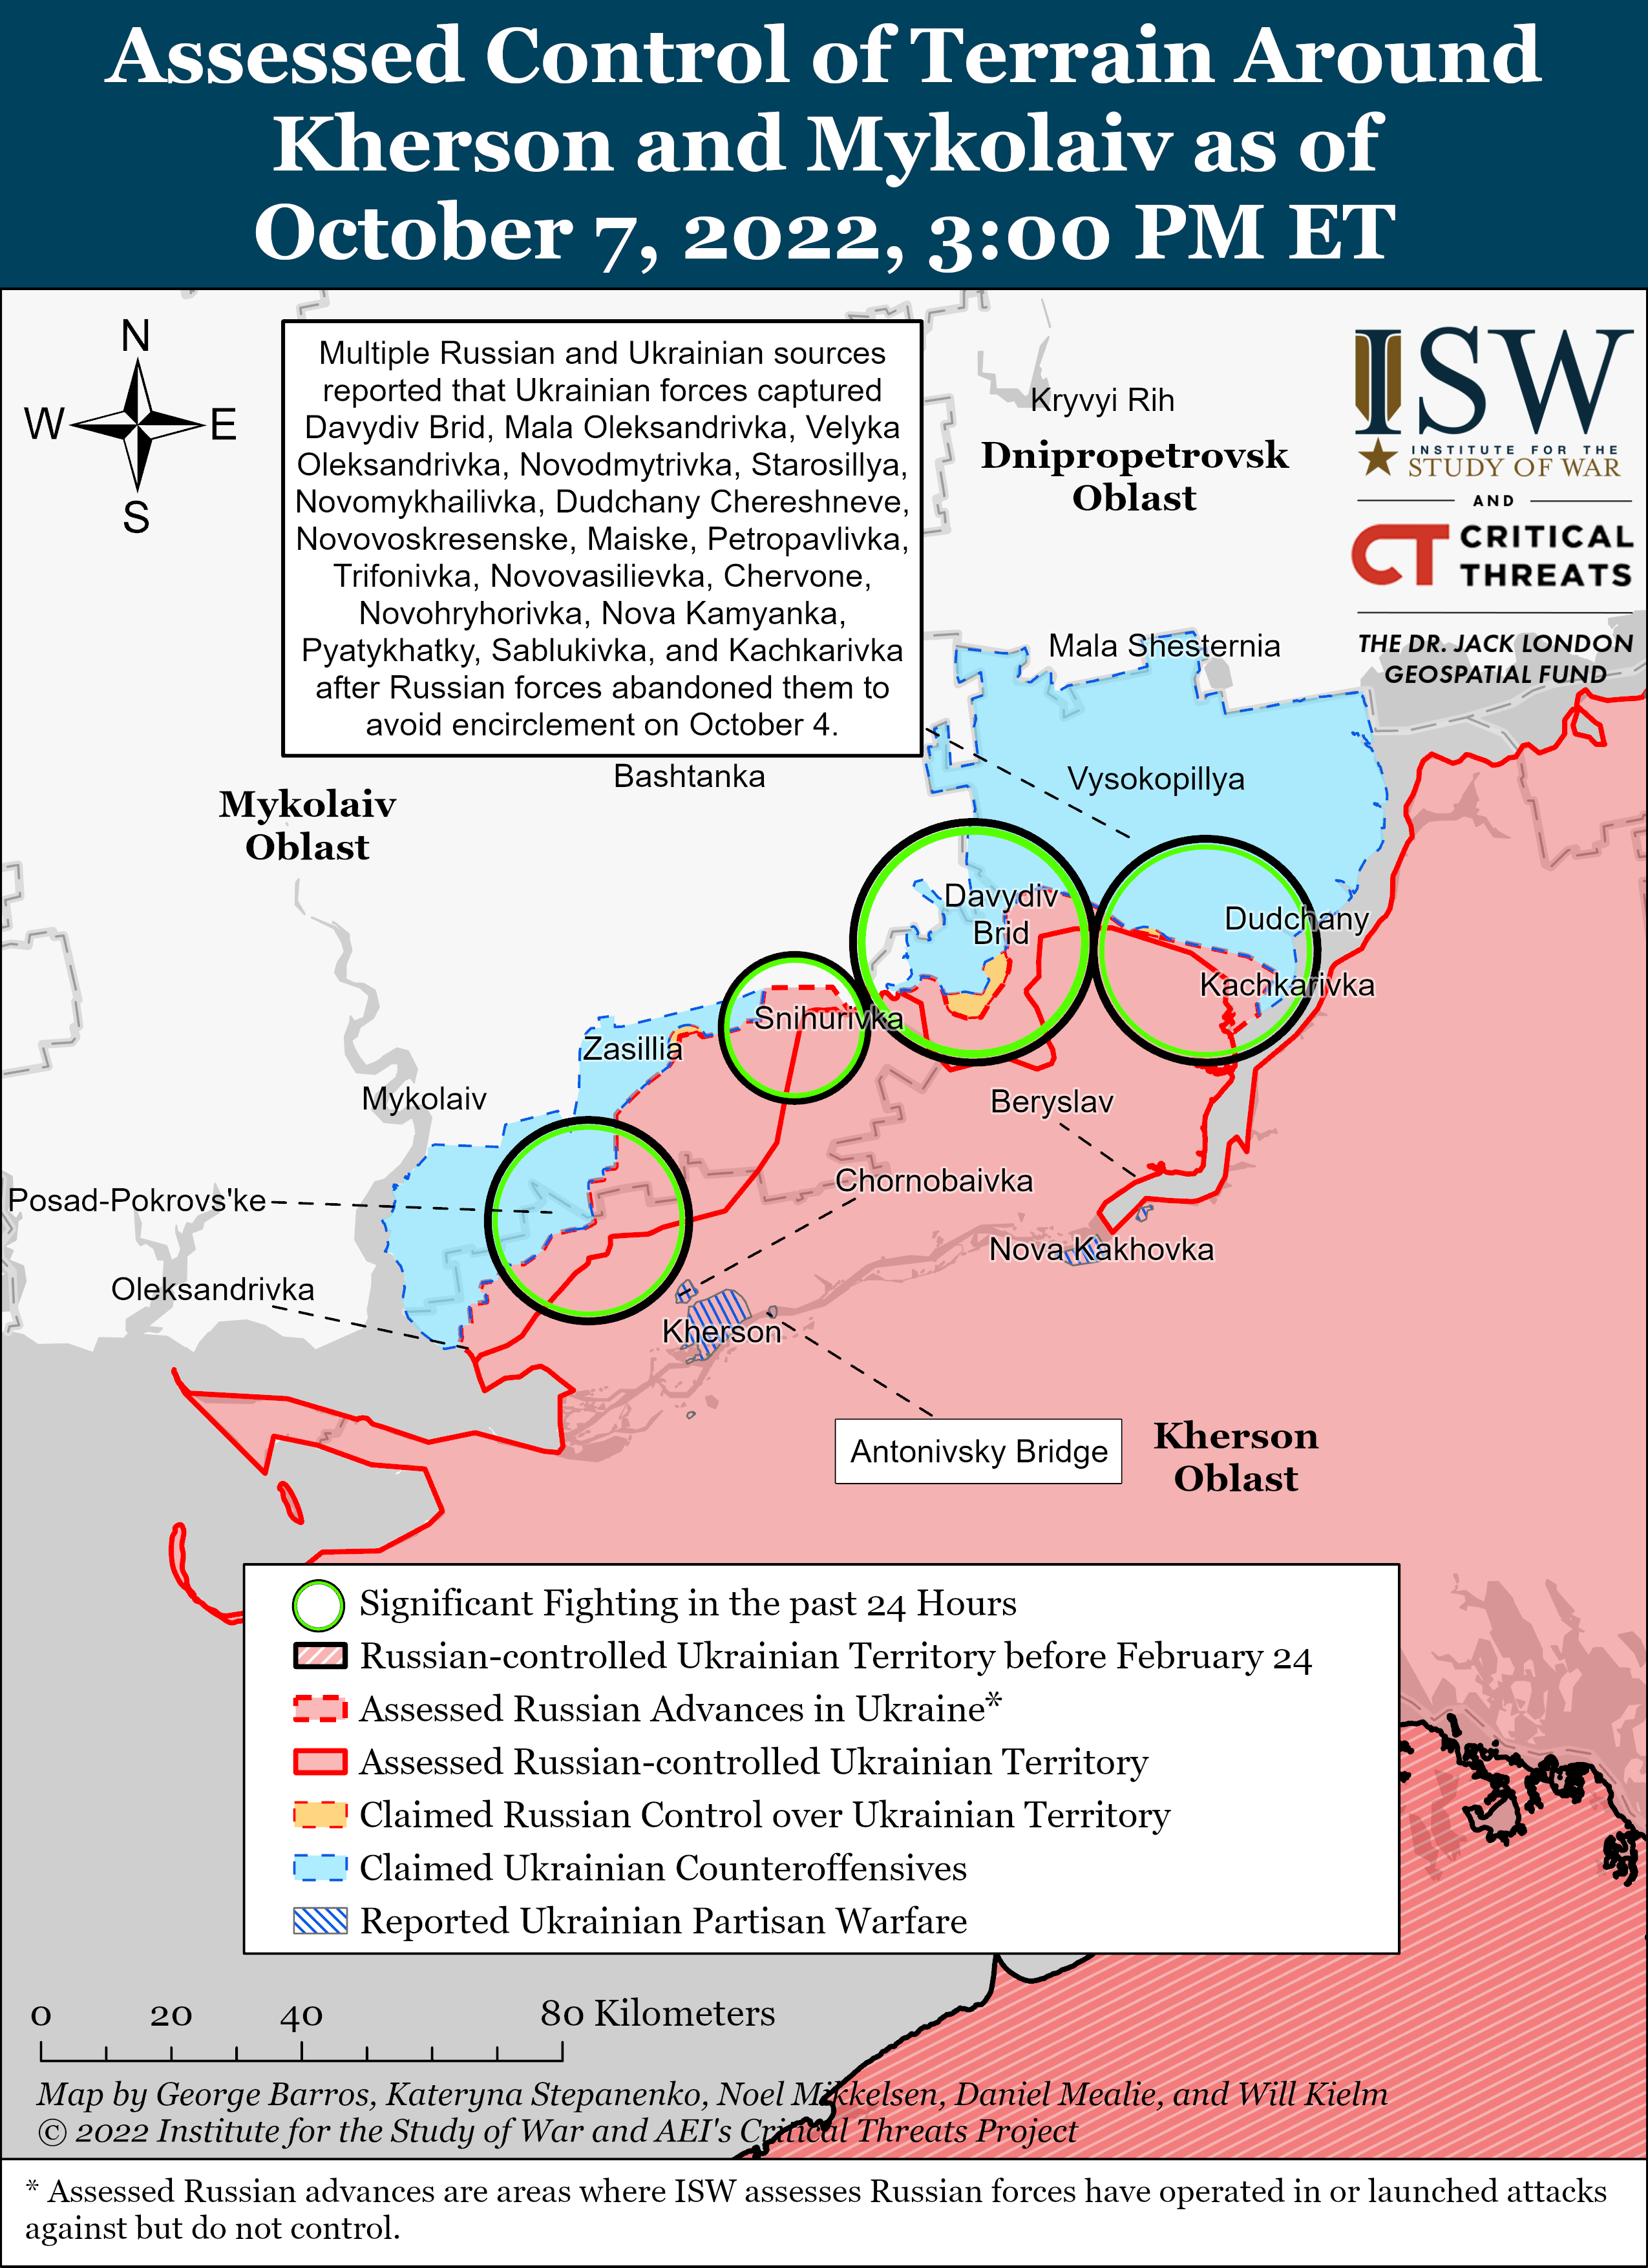 Assessed Control of Terrain Around
Kherson and Mykolaiv as of
October 7, 2022, 3:00 PM ET
N
W
E
S
Multiple Russian and Ukrainian sources
reported that Ukrainian forces captured
Davydiv Brid, Mala Oleksandrivka, Velyka
Oleksandrivka, Novodmytrivka, Starosillya,
Novomykhailivka, Dudchany Chereshneve,
Novovoskresenske, Maiske, Petropavlivka,
Trifonivka, Novovasilievka, Chervone,
Novohryhorivka, Nova Kamyanka,
Pyatykhatky, Sablukivka, and Kachkarivka
after Russian forces abandoned them to
avoid encirclement on October 4.
Kryvyi Rih
Dnipropetrovsk
Oblast
ISW
INSTITUTE FOR THE
STUDY OF WAR
AND
CT CRITICAL
THREATS
THE DR. JACK LONDON
GEOSPATIAL FUND
Mala Shesternia
Bashtanka
Vysokopillya
Mykolaiv
Oblast
Davydiv
Brid
Dudchany
Kachkarivka
Snihurivka
Zasillia
Mykolaiv
Beryslav
Chornobaivka
Posad-Pokrovs'ke
Nova Kakhovka
Oleksandrivka
Kherson
Antonivsky Bridge
Kherson
Oblast
Significant Fighting in the past 24 Hours
Russian-controlled Ukrainian Territory before February 24
Assessed Russian Advances in Ukraine*
Assessed Russian-controlled Ukrainian Territory
Claimed Russian Control over Ukrainian Territory
Claimed Ukrainian Counteroffensives
Reported Ukrainian Partisan Warfare
0 20 40 80 Kilometers
Map by George Barros, Kateryna Stepanenko, Noel Mikkelsen, Daniel Mealie, and Will Kielm
© 2022 Institute for the Study of War and AEI's Critical Threats Project
* Assessed Russian advances are areas where ISW assesses Russian forces have operated in or launched attacks
against but do not control.